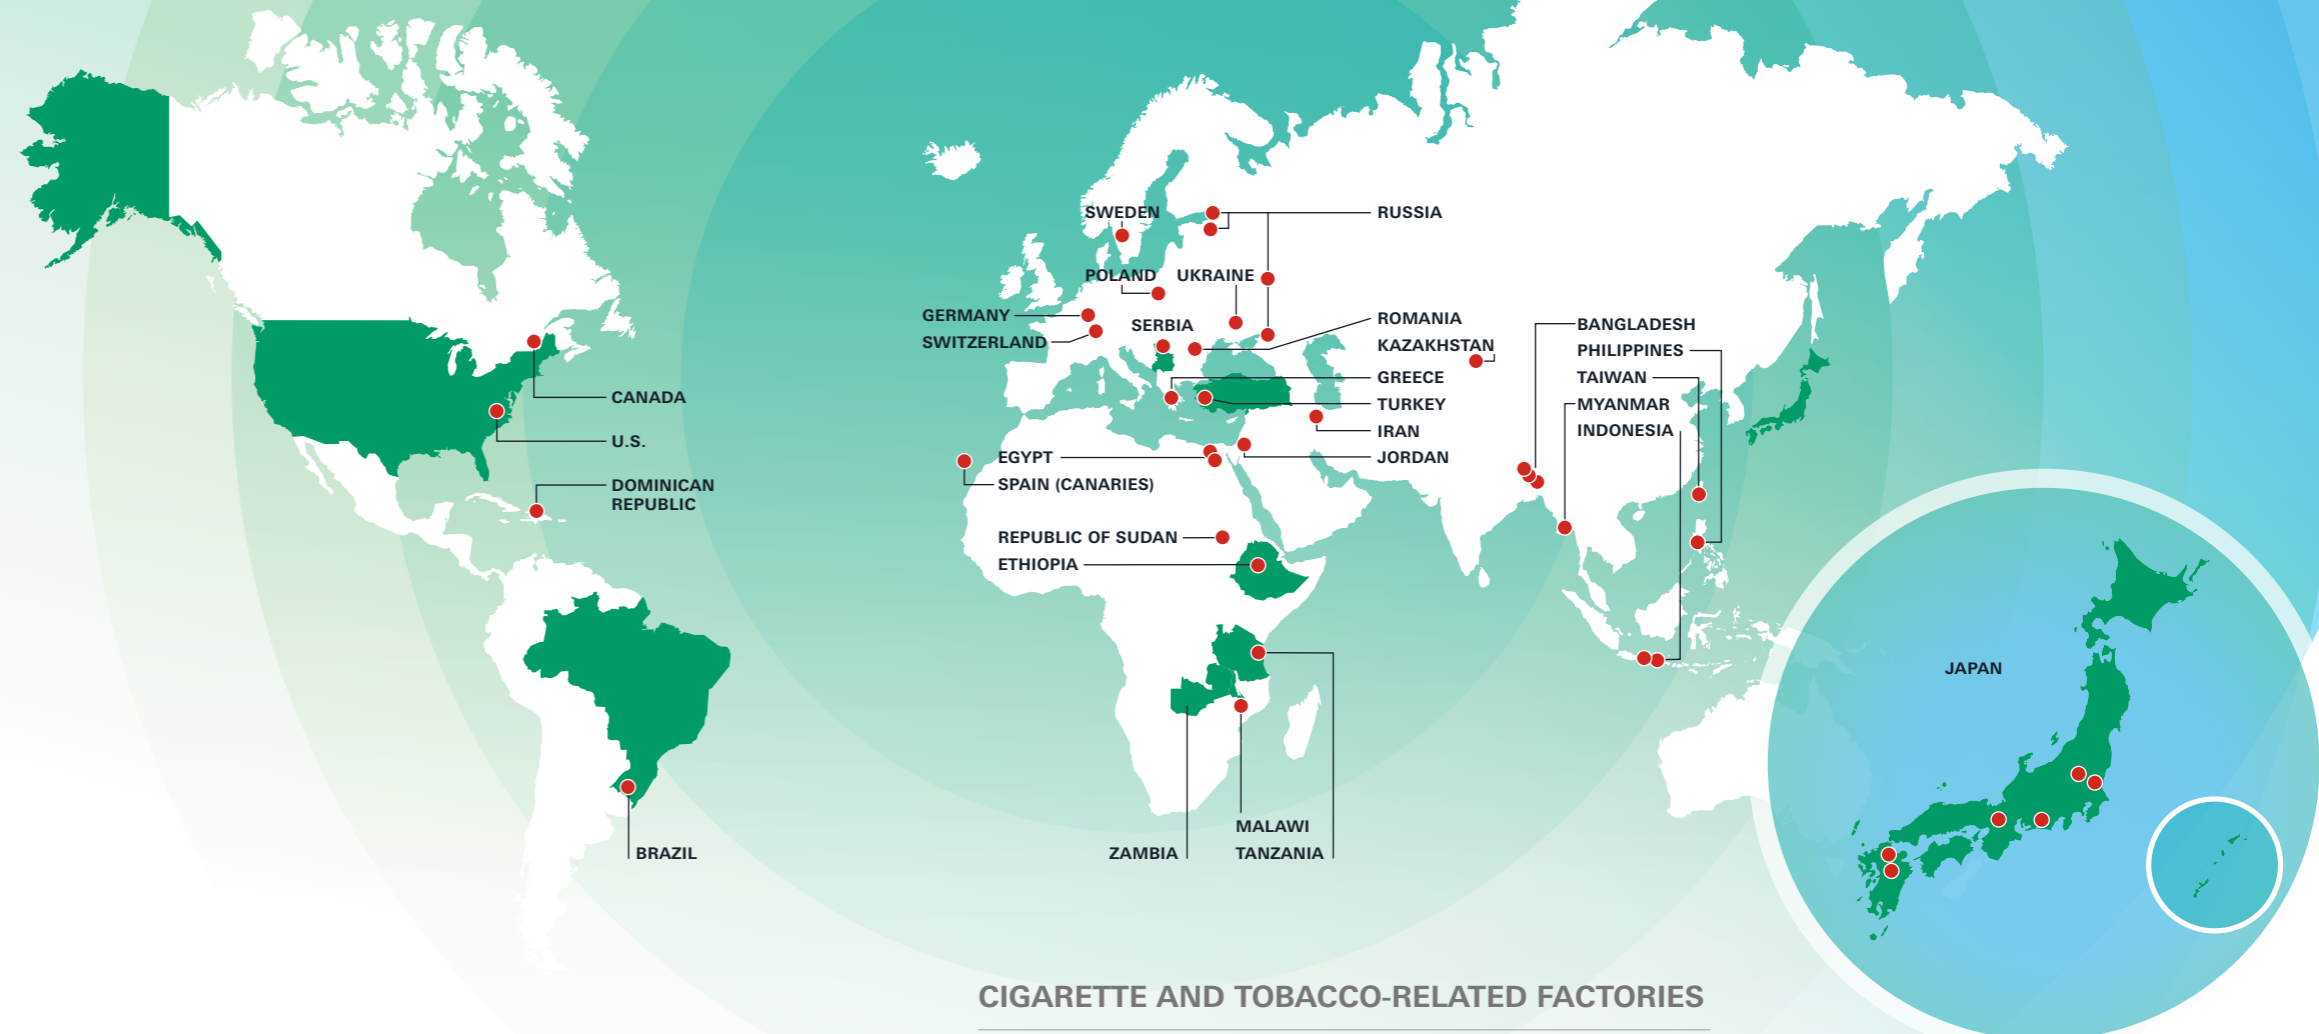 CANADA
U.S.
DOMINICAN
REPUBLIC
BRAZIL
SWEDEN
POLAND
UKRAINE
GERMANY
SWITZERLAND
SERBIA
EGYPT
SPAIN (CANARIES)
REPUBLIC OF SUDAN
ETHIOPIA
RUSSIA
ROMANIA
KAZAKHSTAN
GREECE
TURKEY
IRAN
JORDAN
ZAMBIA
MALAWI
TANZANIA
BANGLADESH
PHILIPPINES
TAIWAN
MYANMAR
INDONESIA
JAPAN
CIGARETTE AND TOBACCO-RELATED FACTORIES